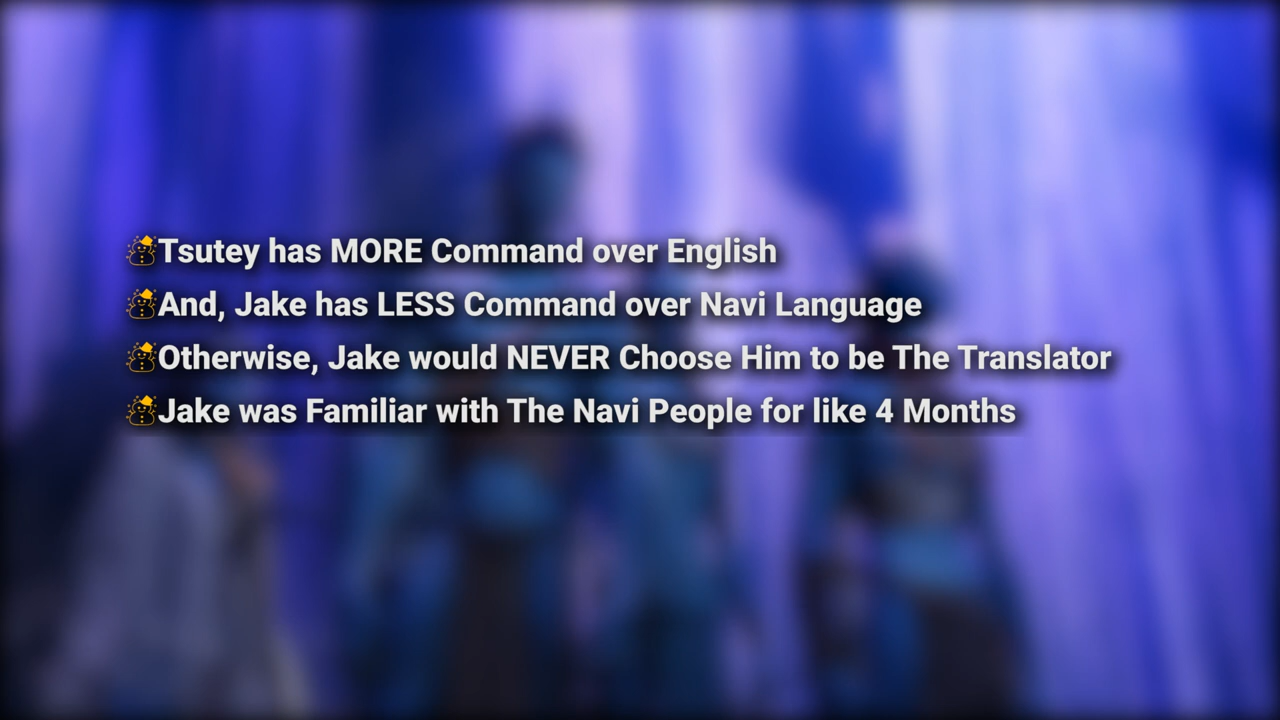 Tsutey has MORE Command over English
And, Jake has LESS Command over Navi Language
Otherwise, Jake would NEVER Choose Him to be The Translator
Jake was Familiar with The Navi People for like 4 Months